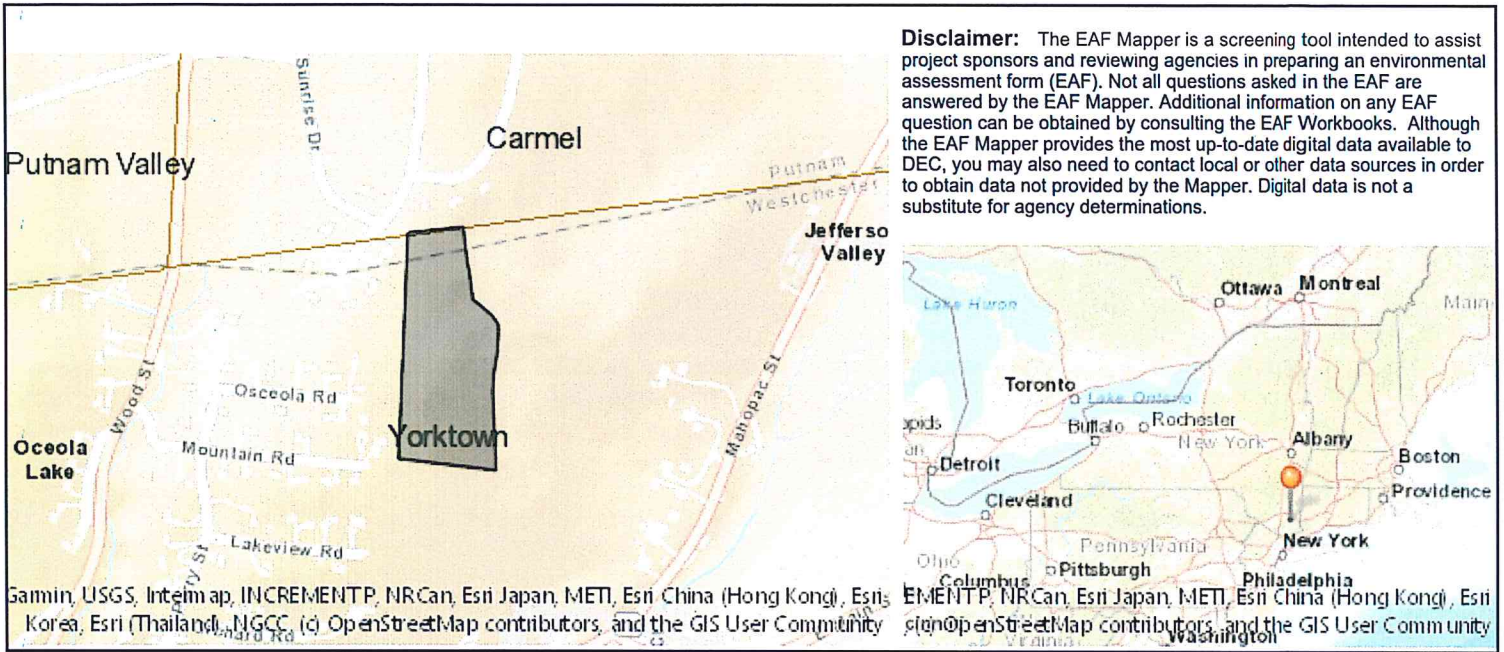 Disclaimer: The EAF Mapper is a screening tool intended to assist
project sponsors and reviewing agencies in preparing an environmental
assessment form (EAF). Not all questions asked in the EAF are
answered by the EAF Mapper. Additional information on any EAF
question can be obtained by consulting the EAF Workbooks. Although
the EAF Mapper provides the most up-to-date digital data available to
DEC, you may also need to contact local or other data sources in order
to obtain data not provided by the Mapper. Digital data is not a
substitute for agency determinations.
Sunrise Dr
Carmel
Putnam Valley
Putnam
Westchester
Jefferso
Valley
Wood St
Osceola Rd
Yorktown
Mountain Rd
Oceola
Lake
Mahopac St
Lakeview Rd
Garmin, USGS, Intermap, INCREMENT P, NRCan, Esri Japan, METI, Esri China (Hong Kong), Esri
Korea, Esri (Thailand), NGCC, (c) OpenStreetMap contributors, and the GIS User Community
Ottawa
Montreal
Main
Lake Huron
Toronto
Lake Ontario
apids
Buffalo
Rochester
New York
Albany
Detroit
Boston
Cleveland
Providence
New York
Pennsylvania
Ohio
Columbus
Pittsburgh
Philadelphia
EMENT P, NRCan, Esri Japan, METI, Esri China (Hong Kong), Esri
OpenStreetMap contributors, and the GIS User Community
Virginia
Washington